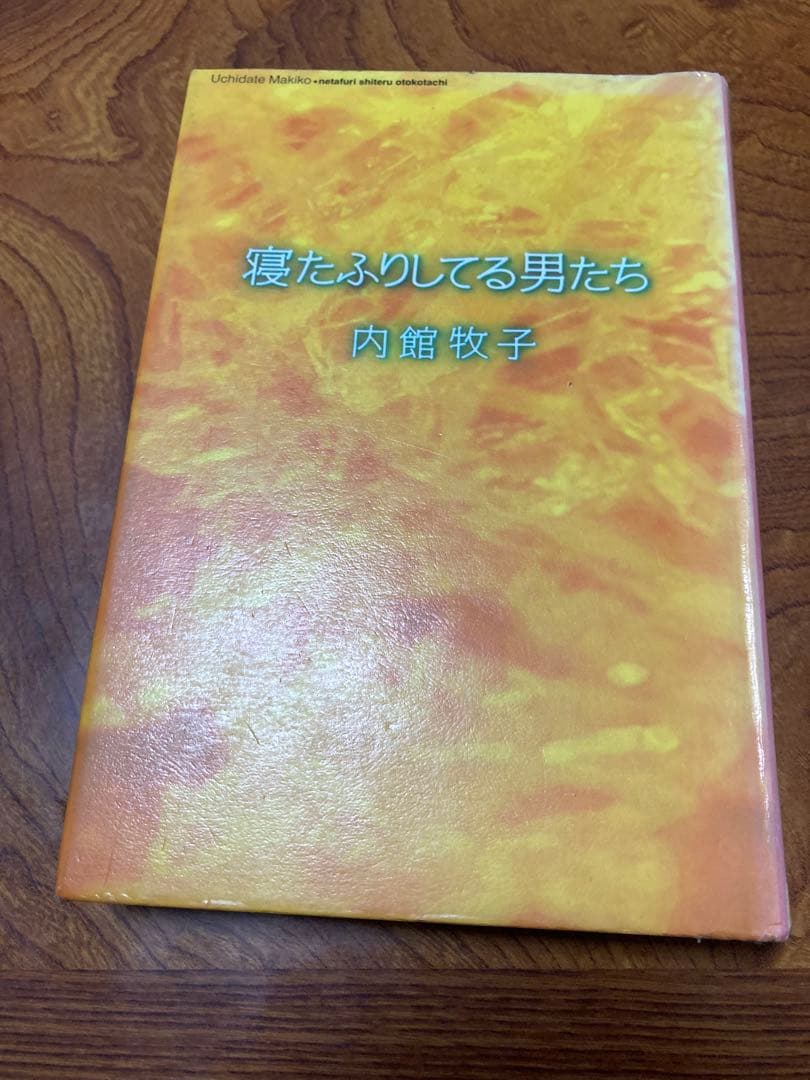 Uchidate Makiko • netafuri shiteru otokotachi
寝たふりしてる男たち
内館牧子